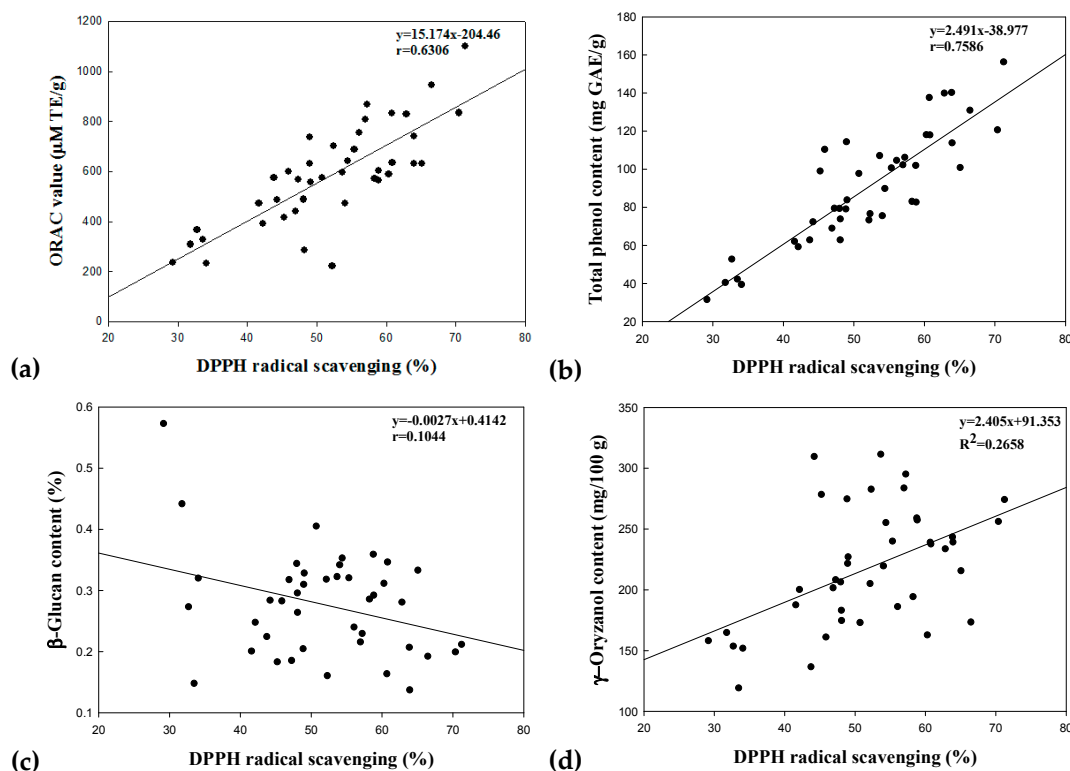 y=15.174x-204.46
r=0.6306
1200
1000
800
600
400
200
0
ORAC value (µM TE/g)
20 30 40 50 60 70 80
DPPH radical scavenging (%)
(a)
y=2.491x-38.977
r=0.7586
180
160
140
120
100
80
60
40
20
Total phenol content (mg GAE/g)
20 30 40 50 60 70 80
DPPH radical scavenging (%)
(b)
y=-0.0027x+0.4142
r=0.1044
0.6
0.5
0.4
0.3
0.2
0.1
β-Glucan content (%)
20 30 40 50 60 70 80
DPPH radical scavenging (%)
(c)
y=2.405x+91.353
R²=0.2658
350
300
250
200
150
100
γ-Oryzanol content (mg/100 g)
20 30 40 50 60 70 80
DPPH radical scavenging (%)
(d)